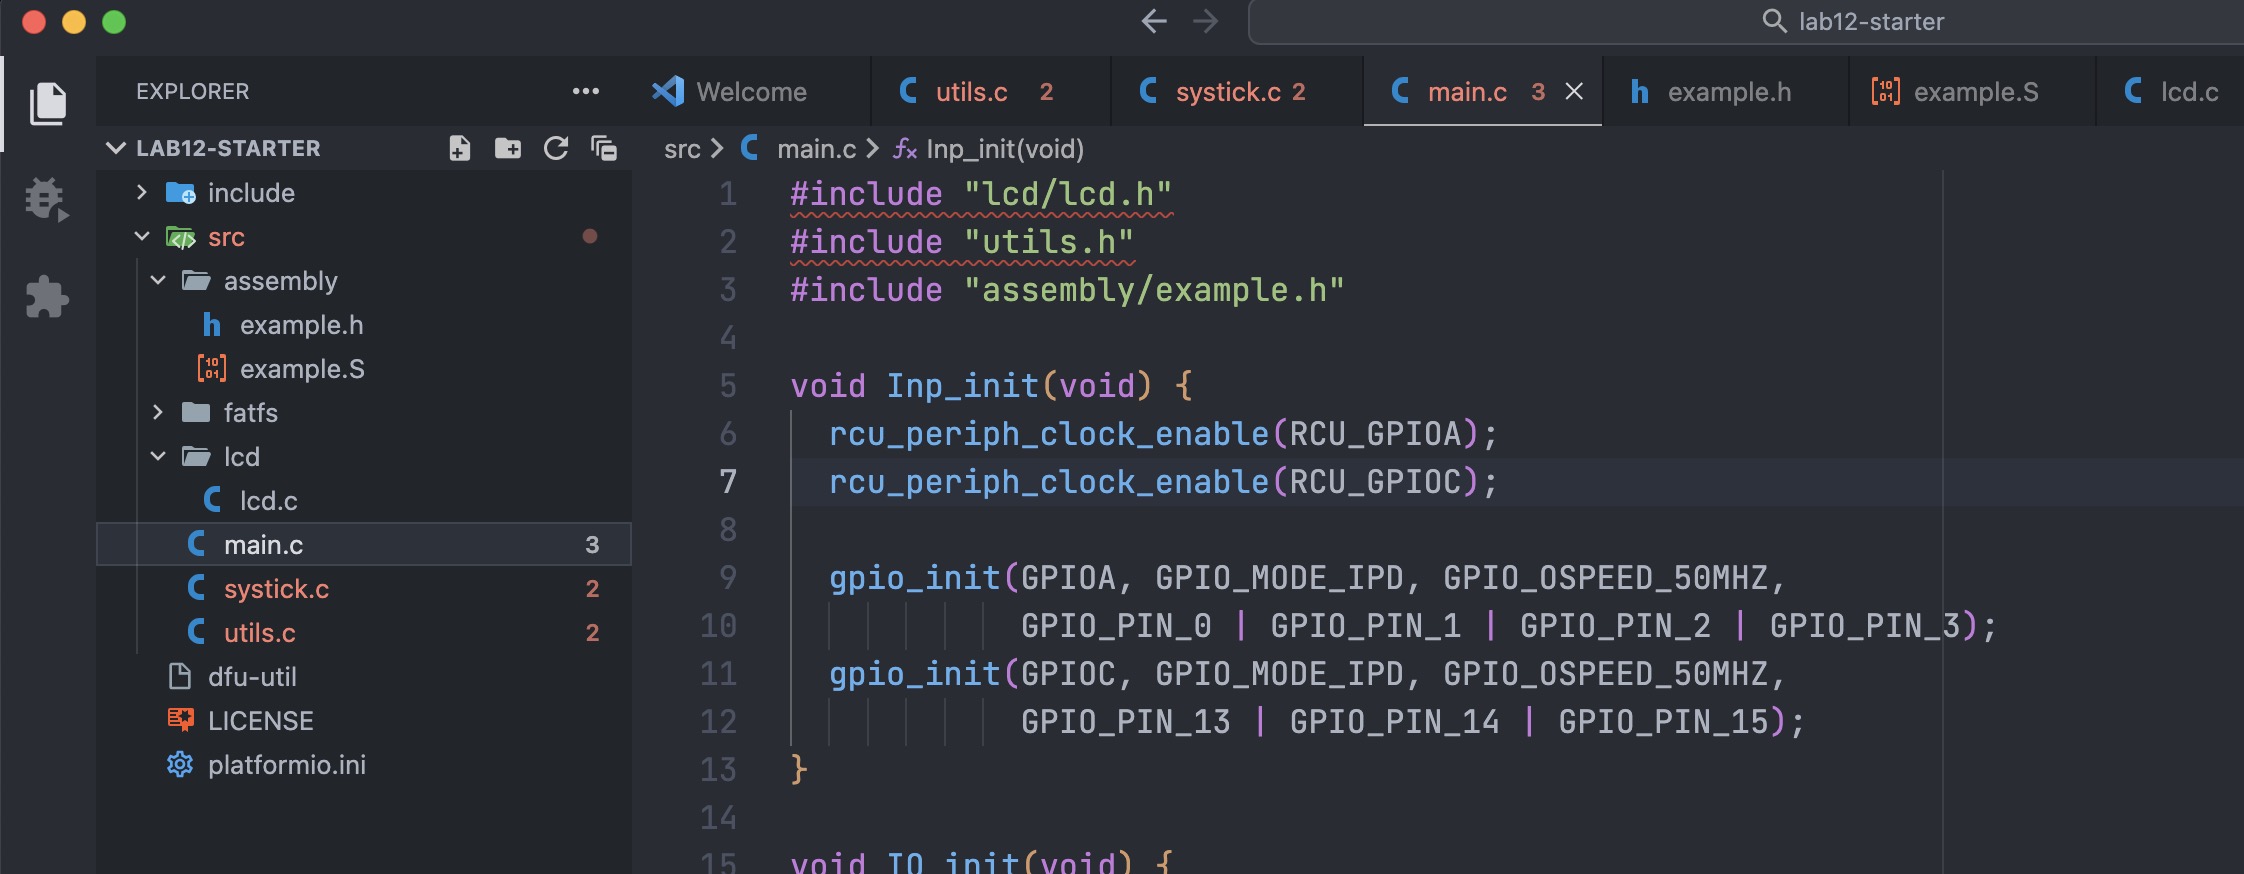 lab12-starter
EXPLORER
Welcome
utils.c 2
systick.c 2
main.c 3
example.h
example.S
lcd.c
LAB12-STARTER
include
src
assembly
example.h
example.S
fatfs
lcd
lcd.c
main.c 3
systick.c 2
utils.c 2
dfu-util
LICENSE
platformio.ini
src > main.c > Inp_init(void)
1 #include "lcd/lcd.h"
2 #include "utils.h"
3 #include "assembly/example.h"
4
5 void Inp_init(void) {
6 rcu_periph_clock_enable(RCU_GPIOA);
7 rcu_periph_clock_enable(RCU_GPIOC);
8
9 gpio_init(GPIOA, GPIO_MODE_IPD, GPIO_OSPEED_50MHZ,
10 GPIO_PIN_0 | GPIO_PIN_1 | GPIO_PIN_2 | GPIO_PIN_3);
11 gpio_init(GPIOC, GPIO_MODE_IPD, GPIO_OSPEED_50MHZ,
12 GPIO_PIN_13 | GPIO_PIN_14 | GPIO_PIN_15);
13 }
14
15 void IO_init(void) {